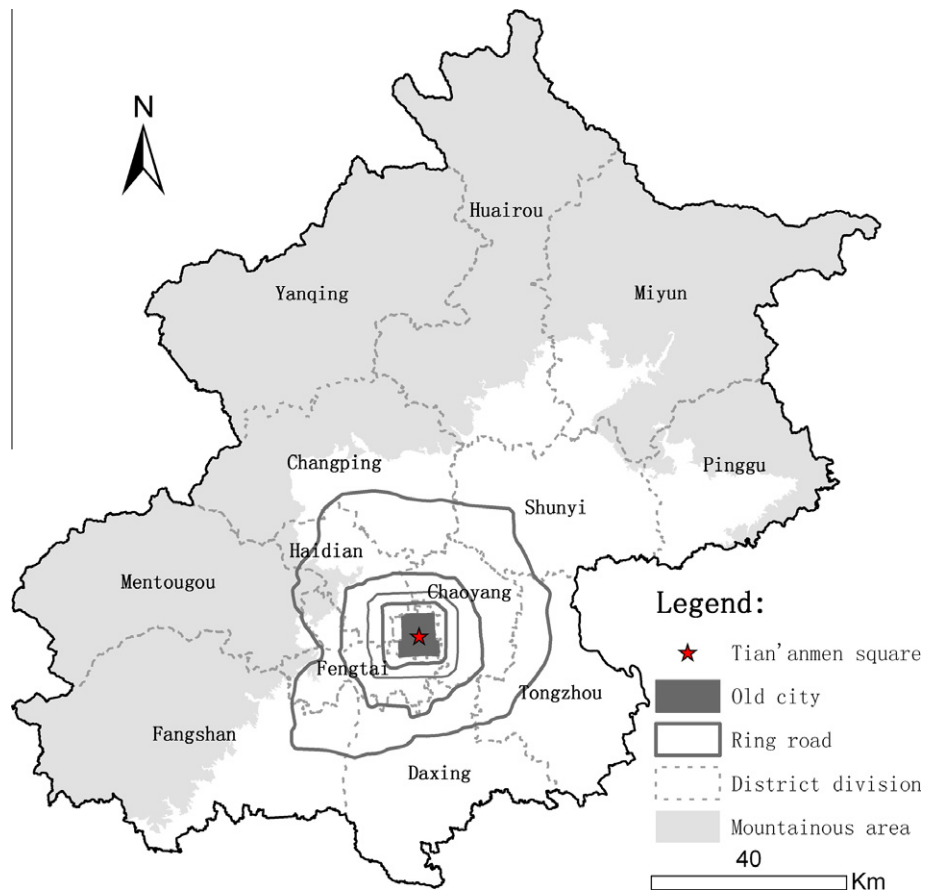 N
Huairou
Yanqing
Miyun
Changping
Pinggu
Shunyi
Haidian
Mentougou
Chaoyang
Fengtai
Tongzhou
Fangshan
Daxing
Legend:
Tian'anmen square
Old city
Ring road
District division
Mountainous area
40
Km